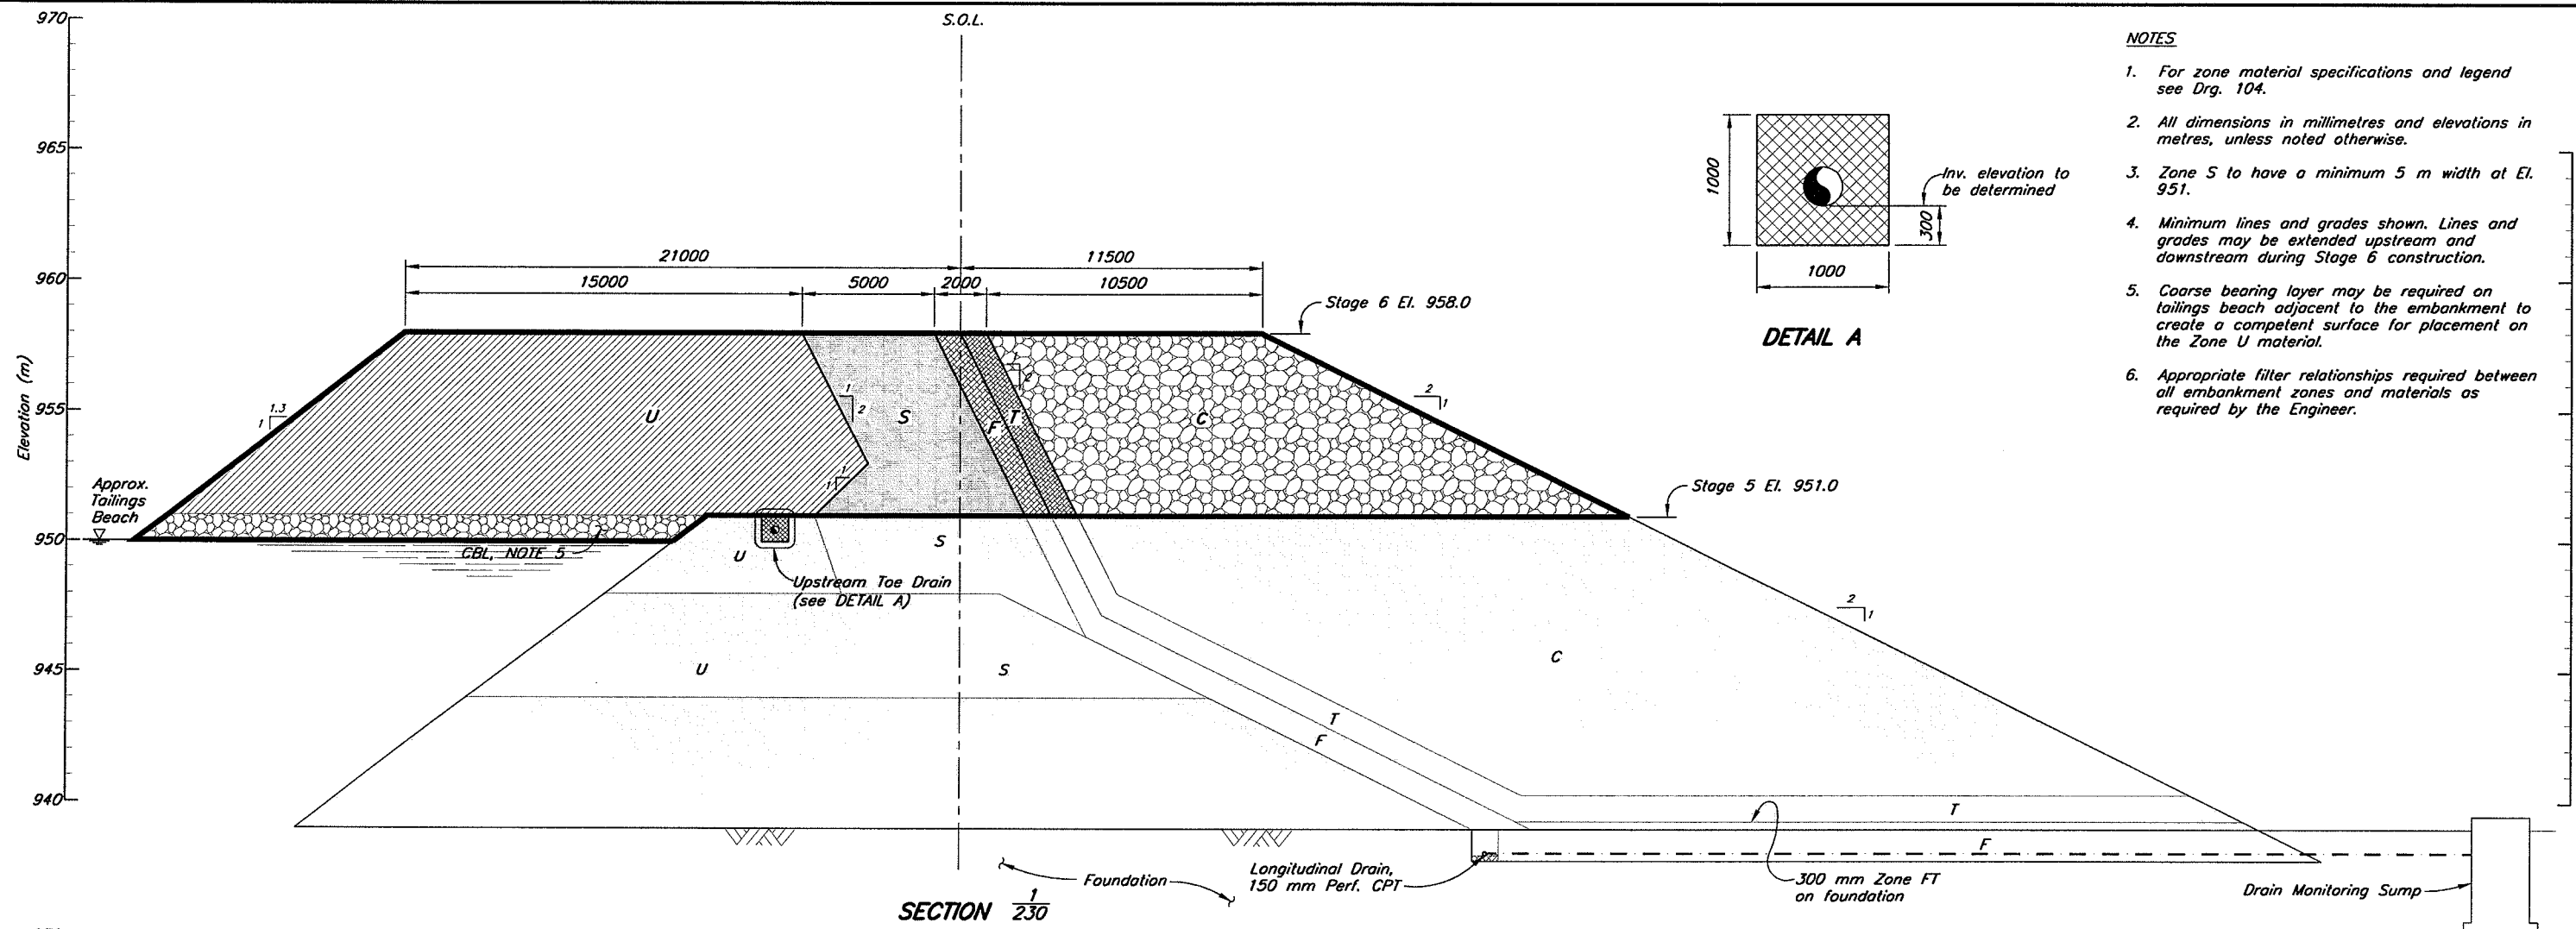 970
965
960
955
950
945
940
Elevation (m)
S.O.L.
21000
11500
15000
5000
2000
10500
Stage 6 El. 958.0
Stage 5 El. 951.0
1.3
1
U
1
2
S
1
1
F
T
1
2
C
2
1
Approx.
Tailings
Beach
CBL, NOTE 5
U
S
Upstream Toe Drain
(see DETAIL A)
U
S
C
2
1
T
F
T
F
Foundation
Longitudinal Drain,
150 mm Perf. CPT
300 mm Zone FT
on foundation
Drain Monitoring Sump
SECTION 1
230
1000
1000
300
Inv. elevation to
be determined
DETAIL A
NOTES
1. For zone material specifications and legend
see Drg. 104.
2. All dimensions in millimetres and elevations in
metres, unless noted otherwise.
3. Zone S to have a minimum 5 m width at El.
951.
4. Minimum lines and grades shown. Lines and
grades may be extended upstream and
downstream during Stage 6 construction.
5. Coarse bearing layer may be required on
tailings beach adjacent to the embankment to
create a competent surface for placement on
the Zone U material.
6. Appropriate filter relationships required between
all embankment zones and materials as
required by the Engineer.